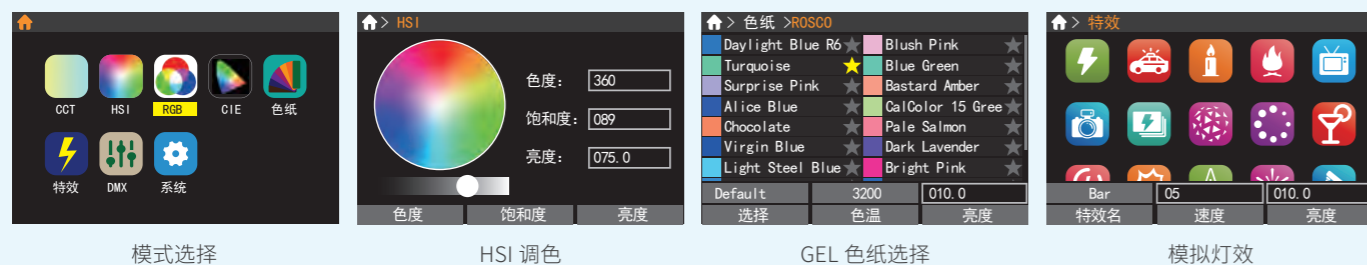 CCT HSI RGB CIE 色纸
特效 DMX 系统
模式选择
> HSI
色度： 360
饱和度： 089
亮度： 075.0
色度 饱和度 亮度
HSI 调色
> 色纸 >ROSCO
Daylight Blue R6 Blush Pink
Turquoise Blue Green
Surprise Pink Bastard Amber
Alice Blue CalColor 15 Gree
Chocolate Pale Salmon
Virgin Blue Dark Lavender
Light Steel Blue Bright Pink
Default 3200 010.0
选择 色温 亮度
GEL 色纸选择
> 特效
Bar 05 010.0
特效名 速度 亮度
模拟灯效